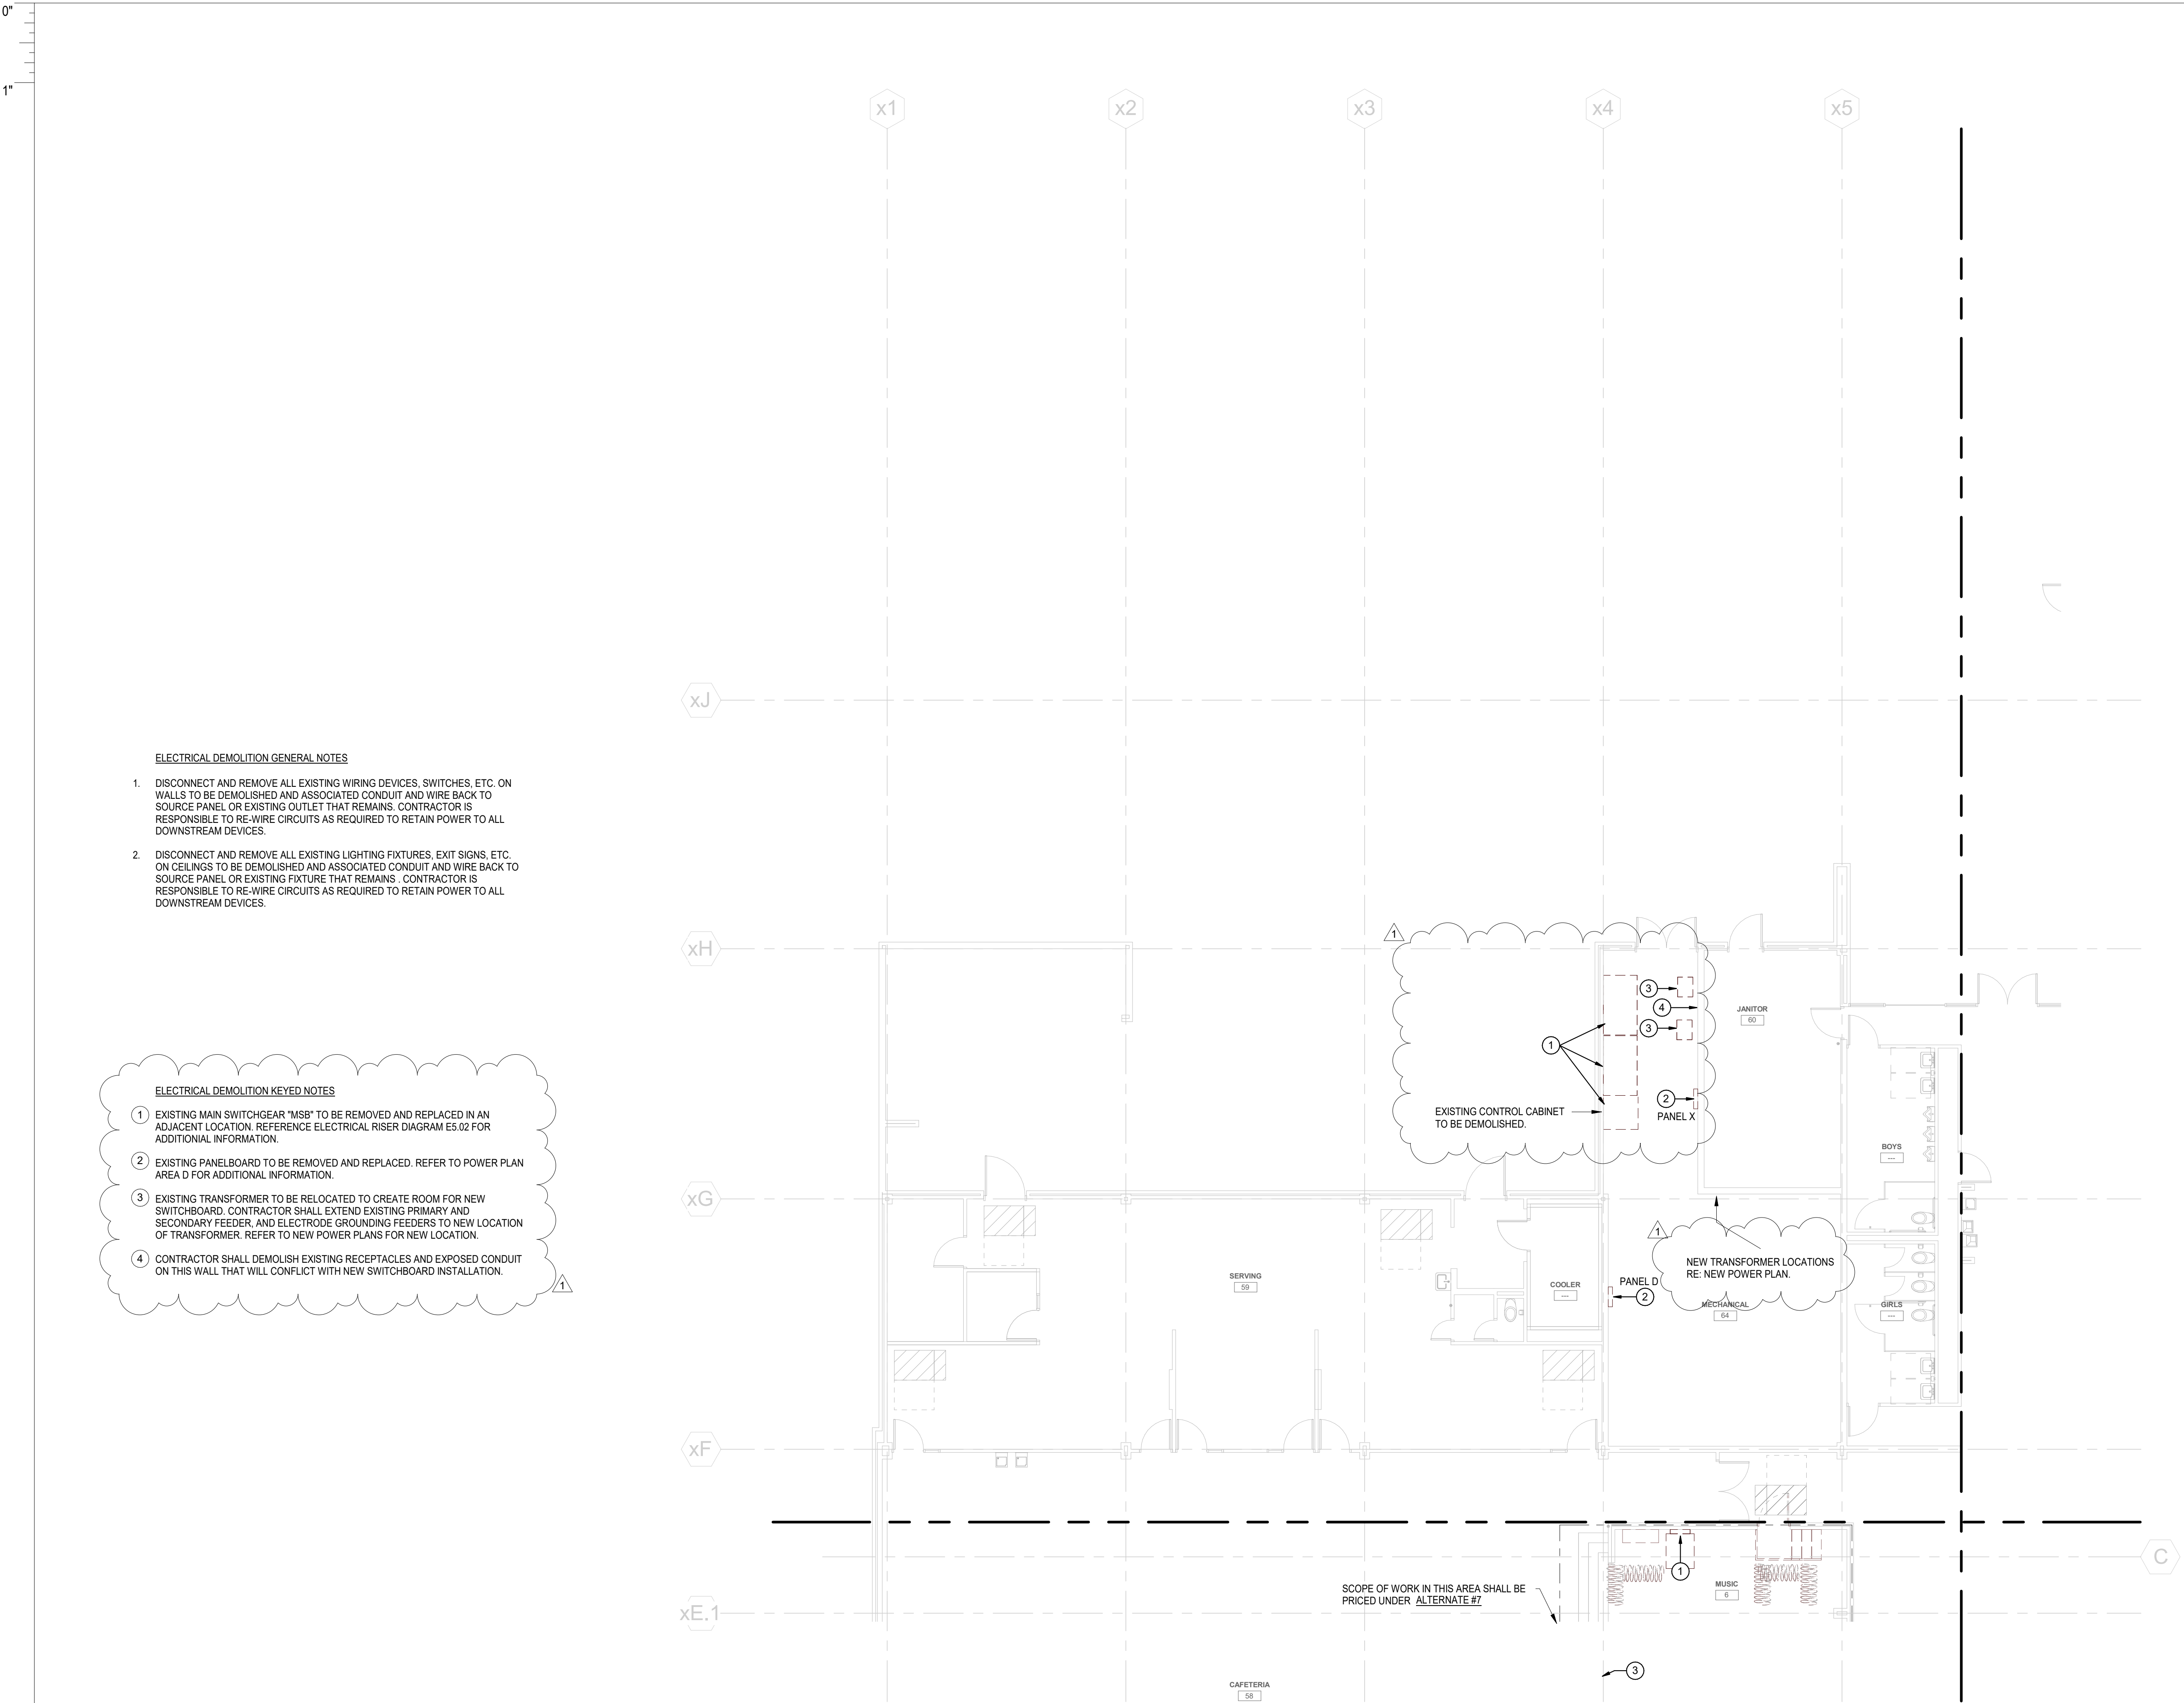 0"
1"
x1
x2
x3
x4
x5
xJ
ELECTRICAL DEMOLITION GENERAL NOTES
1. DISCONNECT AND REMOVE ALL EXISTING WIRING DEVICES, SWITCHES, ETC. ON
WALLS TO BE DEMOLISHED AND ASSOCIATED CONDUIT AND WIRE BACK TO
SOURCE PANEL OR EXISTING OUTLET THAT REMAINS. CONTRACTOR IS
RESPONSIBLE TO RE-WIRE CIRCUITS AS REQUIRED TO RETAIN POWER TO ALL
DOWNSTREAM DEVICES.
2. DISCONNECT AND REMOVE ALL EXISTING LIGHTING FIXTURES, EXIT SIGNS, ETC.
ON CEILINGS TO BE DEMOLISHED AND ASSOCIATED CONDUIT AND WIRE BACK TO
SOURCE PANEL OR EXISTING FIXTURE THAT REMAINS . CONTRACTOR IS
RESPONSIBLE TO RE-WIRE CIRCUITS AS REQUIRED TO RETAIN POWER TO ALL
DOWNSTREAM DEVICES.
ELECTRICAL DEMOLITION KEYED NOTES
1 EXISTING MAIN SWITCHGEAR "MSB" TO BE REMOVED AND REPLACED IN AN
ADJACENT LOCATION. REFERENCE ELECTRICAL RISER DIAGRAM E5.02 FOR
ADDITIONIAL INFORMATION.
2 EXISTING PANELBOARD TO BE REMOVED AND REPLACED. REFER TO POWER PLAN
AREA D FOR ADDITIONAL INFORMATION.
3 EXISTING TRANSFORMER TO BE RELOCATED TO CREATE ROOM FOR NEW
SWITCHBOARD. CONTRACTOR SHALL EXTEND EXISTING PRIMARY AND
SECONDARY FEEDER, AND ELECTRODE GROUNDING FEEDERS TO NEW LOCATION
OF TRANSFORMER. REFER TO NEW POWER PLANS FOR NEW LOCATION.
4 CONTRACTOR SHALL DEMOLISH EXISTING RECEPTACLES AND EXPOSED CONDUIT
ON THIS WALL THAT WILL CONFLICT WITH NEW SWITCHBOARD INSTALLATION.
1
xH
1
3
4
3
1
2
PANEL X
EXISTING CONTROL CABINET
TO BE DEMOLISHED.
JANITOR
60
BOYS
---
xG
1
NEW TRANSFORMER LOCATIONS
RE: NEW POWER PLAN.
SERVING
59
COOLER
---
PANEL D
2
MECHANICAL
64
GIRLS
---
xF
C
1
SCOPE OF WORK IN THIS AREA SHALL BE
PRICED UNDER ALTERNATE #7
MUSIC
6
xE.1
3
CAFETERIA
58